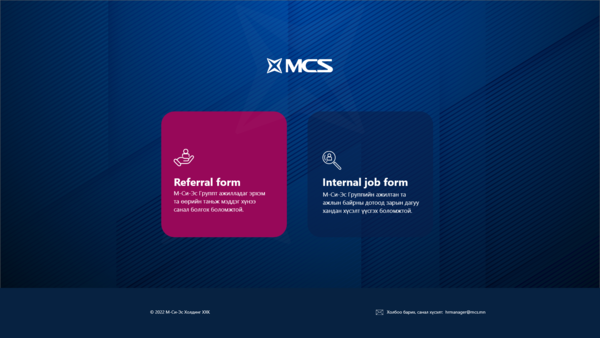 MCS
Referral form
М-Си-Эс Группт ажилладаг эрхэм
та өөрийн таньж мэддэг хүнээ
санал болгох боломжтой.
Internal job form
М-Си-Эс Группийн ажилтан та
ажлын байрны дотоод зарын дагуу
хандан хүсэлт үүсгэх боломжтой.
© 2022 М-Си-Эс Холдинг ХХК
Холбоо барих, санал хүсэлт: hrmanager@mcs.mn